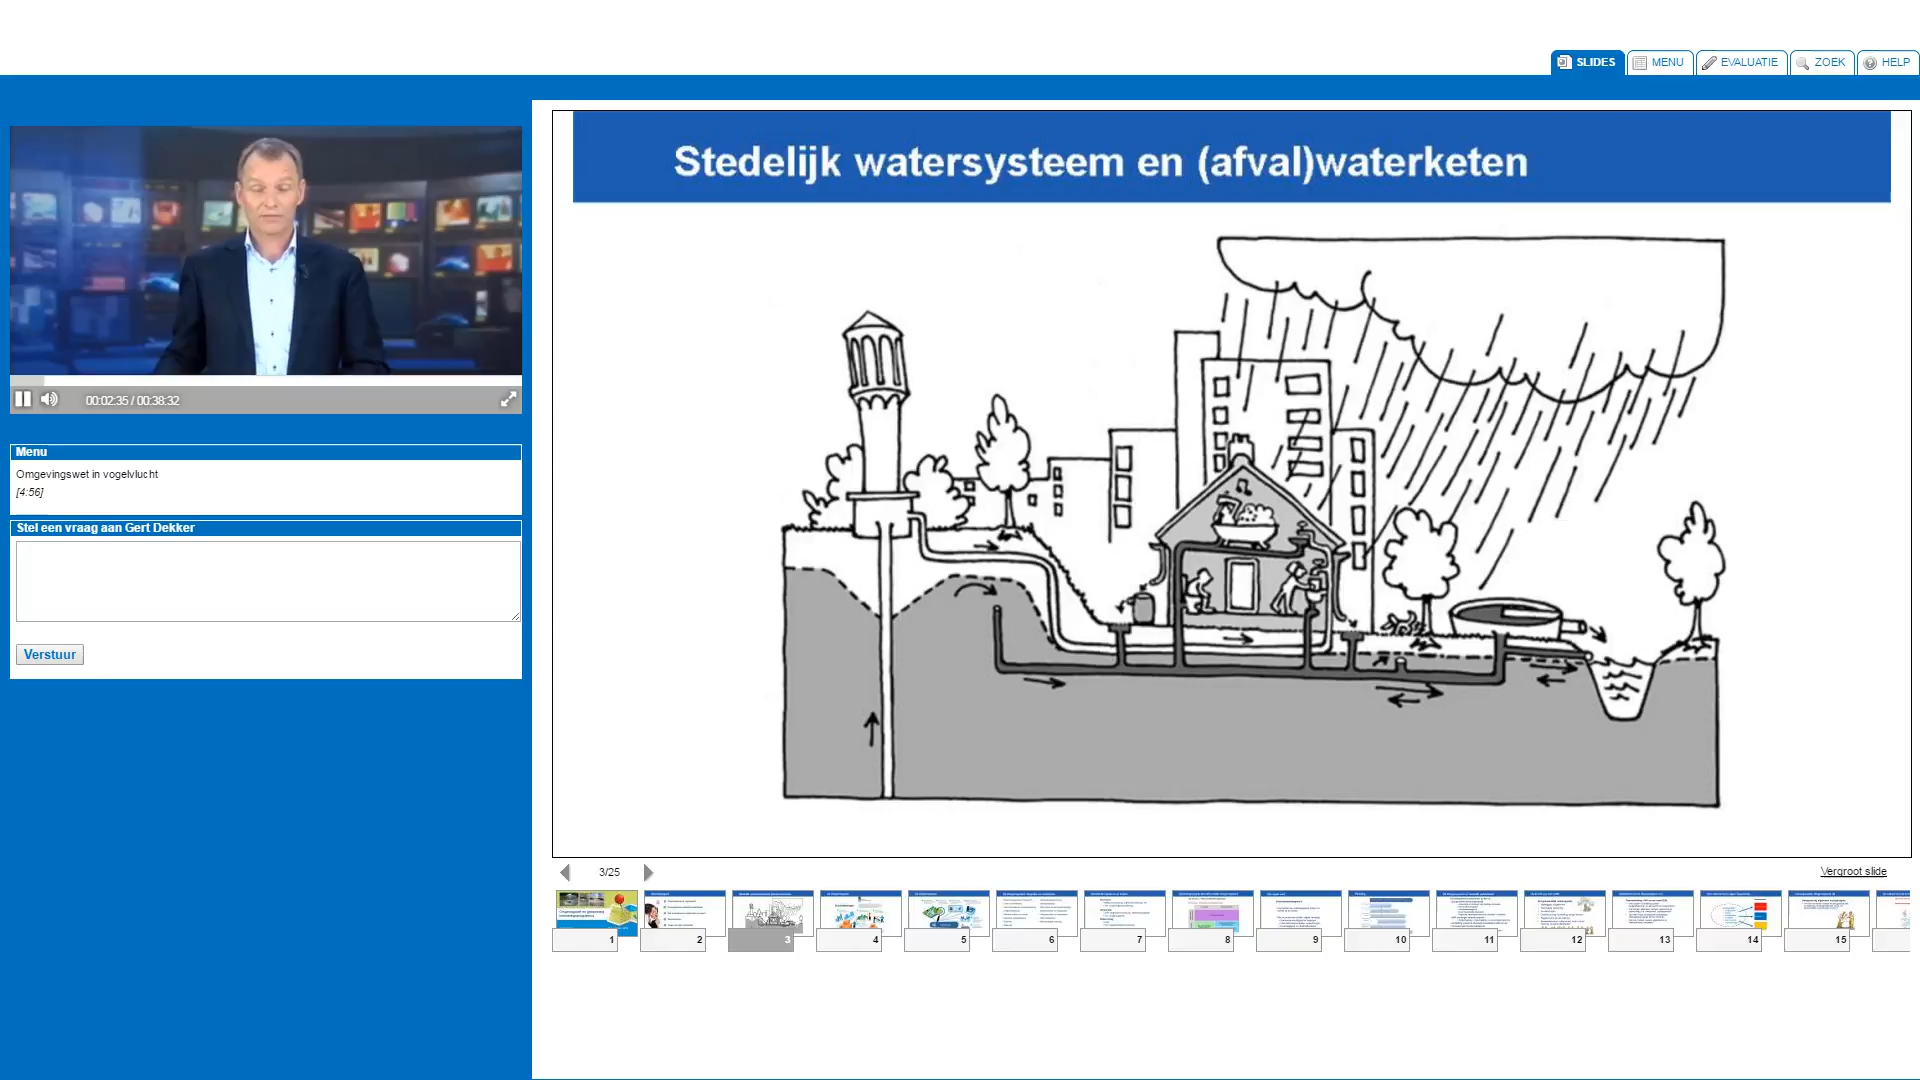 SLIDES
MENU
EVALUATIE
ZOEK
HELP
00:02:35 / 00:38:32
Menu
Omgevingswet in vogelvlucht
[4:56]
Stel een vraag aan Gert Dekker
Verstuur
Stedelijk watersysteem en (afval)waterketen
3/25
Vergroot slide
1
2
3
4
5
6
7
8
9
10
11
12
13
14
15